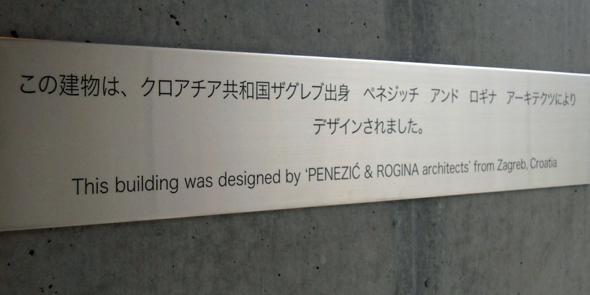 この建物は、クロアチア共和国ザグレブ出身　ペネジッチ　アンド　ロギナ　アーキテクツにより
デザインされました。
This building was designed by ‘PENEZIĆ & ROGINA architects’ from Zagreb, Croatia